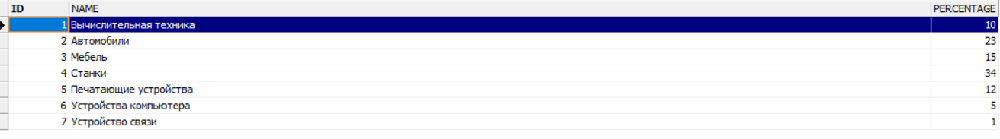 ID NAME PERCENTAGE
1 Вычислительная техника 10
2 Автомобили 23
3 Мебель 15
4 Станки 34
5 Печатающие устройства 12
6 Устройства компьютера 5
7 Устройство связи 1